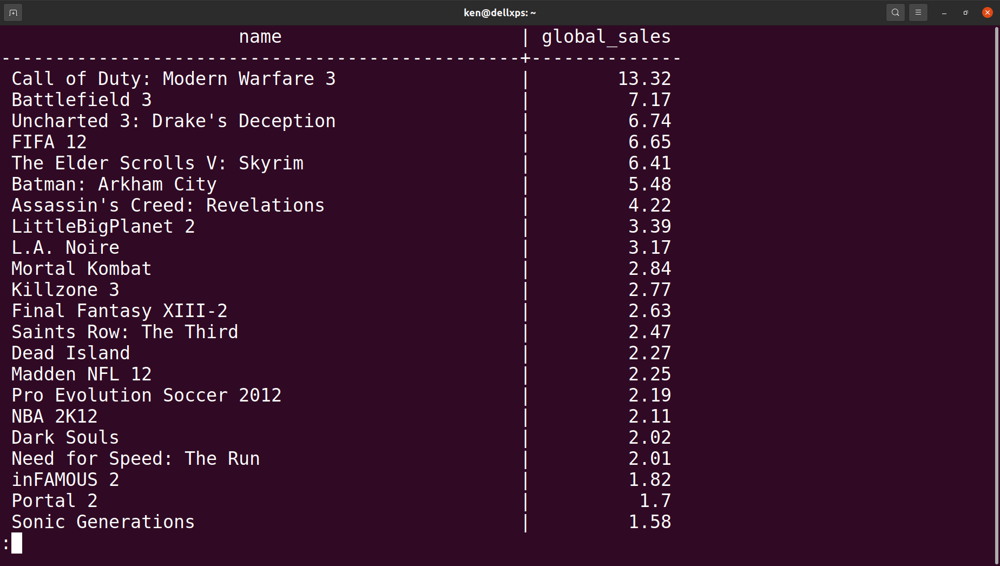 ken@dellxps: ~
name | global_sales
------------------------------------------------+--------------
Call of Duty: Modern Warfare 3 | 13.32
Battlefield 3 | 7.17
Uncharted 3: Drake's Deception | 6.74
FIFA 12 | 6.65
The Elder Scrolls V: Skyrim | 6.41
Batman: Arkham City | 5.48
Assassin's Creed: Revelations | 4.22
LittleBigPlanet 2 | 3.39
L.A. Noire | 3.17
Mortal Kombat | 2.84
Killzone 3 | 2.77
Final Fantasy XIII-2 | 2.63
Saints Row: The Third | 2.47
Dead Island | 2.27
Madden NFL 12 | 2.25
Pro Evolution Soccer 2012 | 2.19
NBA 2K12 | 2.11
Dark Souls | 2.02
Need for Speed: The Run | 2.01
inFAMOUS 2 | 1.82
Portal 2 | 1.7
Sonic Generations | 1.58
: